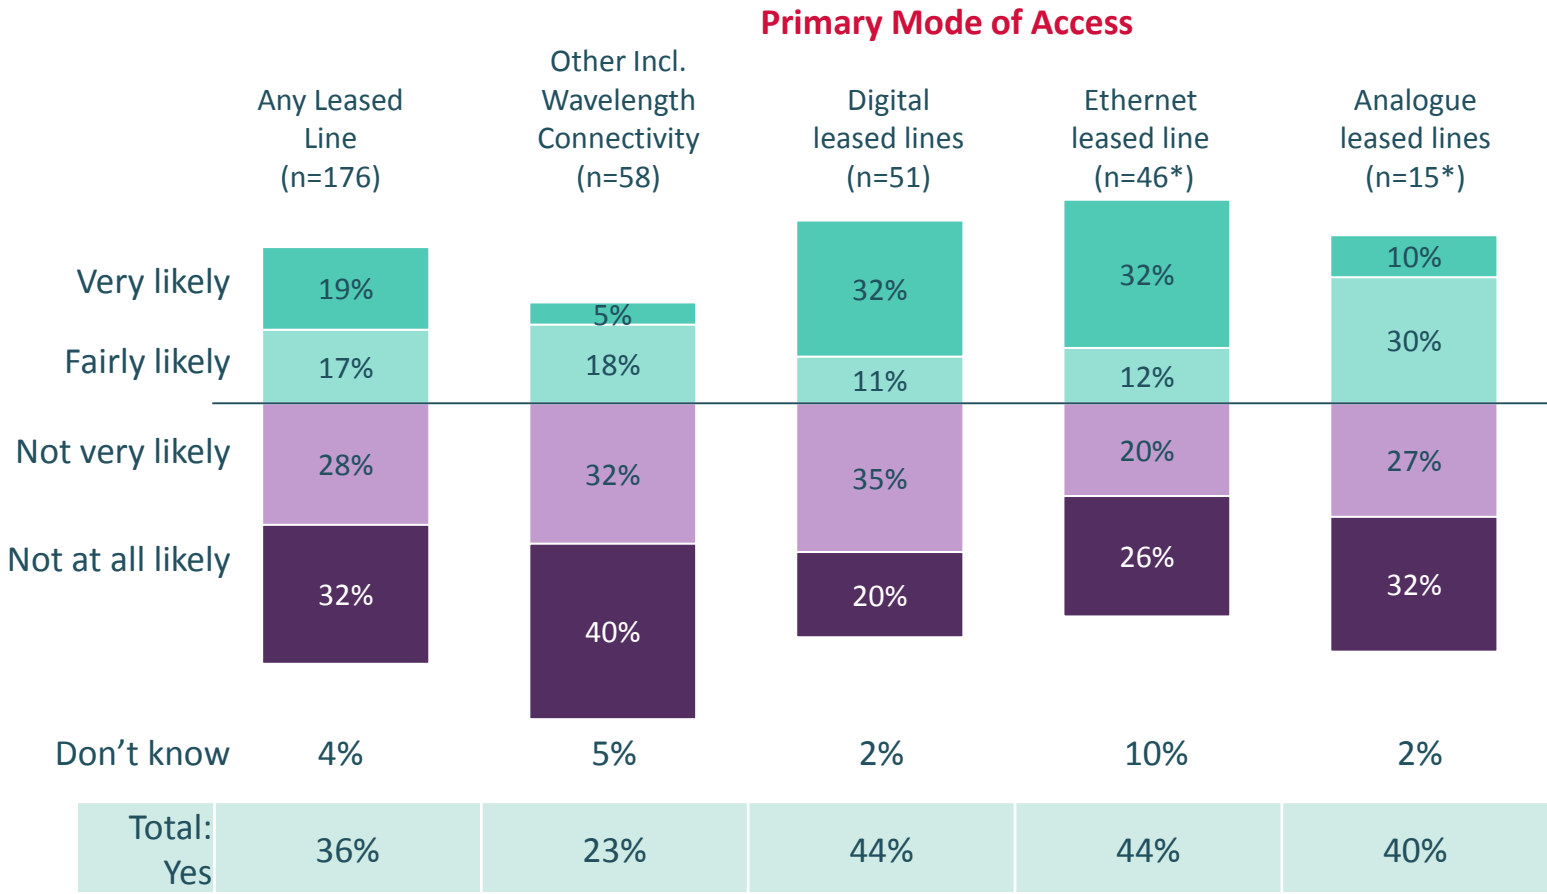 Primary Mode of Access
Any Leased
Line
(n=176)
Other Incl.
Wavelength
Connectivity
(n=58)
Digital
leased lines
(n=51)
Ethernet
leased line
(n=46*)
Analogue
leased lines
(n=15*)
Very likely
19%
5%
32%
32%
10%
Fairly likely
17%
18%
11%
12%
30%
Not very likely
28%
32%
35%
20%
27%
Not at all likely
32%
40%
20%
26%
32%
Don’t know
4%
5%
2%
10%
2%
Total:
Yes
36%
23%
44%
44%
40%